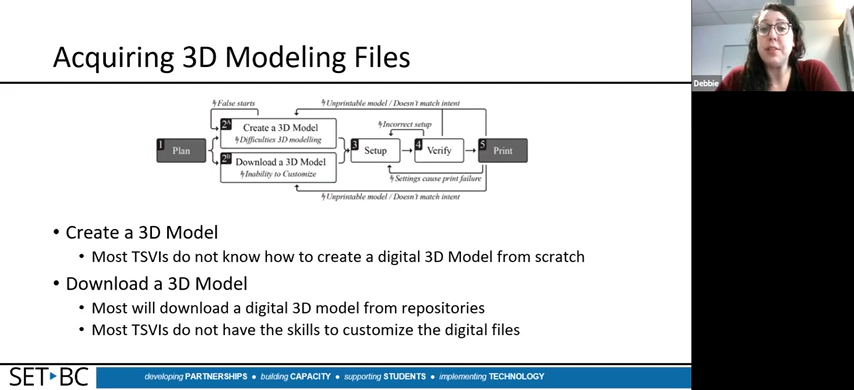 Acquiring 3D Modeling Files
Debbie
False starts
Unprintable model / Doesn't match intent
2A Create a 3D Model
Difficulties 3D modelling
Incorrect setup
1 Plan
3 Setup
4 Verify
5 Print
2B Download a 3D Model
Inability to Customize
Settings cause print failure
Unprintable model / Doesn't match intent
• Create a 3D Model
• Most TSVIs do not know how to create a digital 3D Model from scratch
• Download a 3D Model
• Most will download a digital 3D model from repositories
• Most TSVIs do not have the skills to customize the digital files
SET BC
developing PARTNERSHIPS • building CAPACITY • supporting STUDENTS • implementing TECHNOLOGY